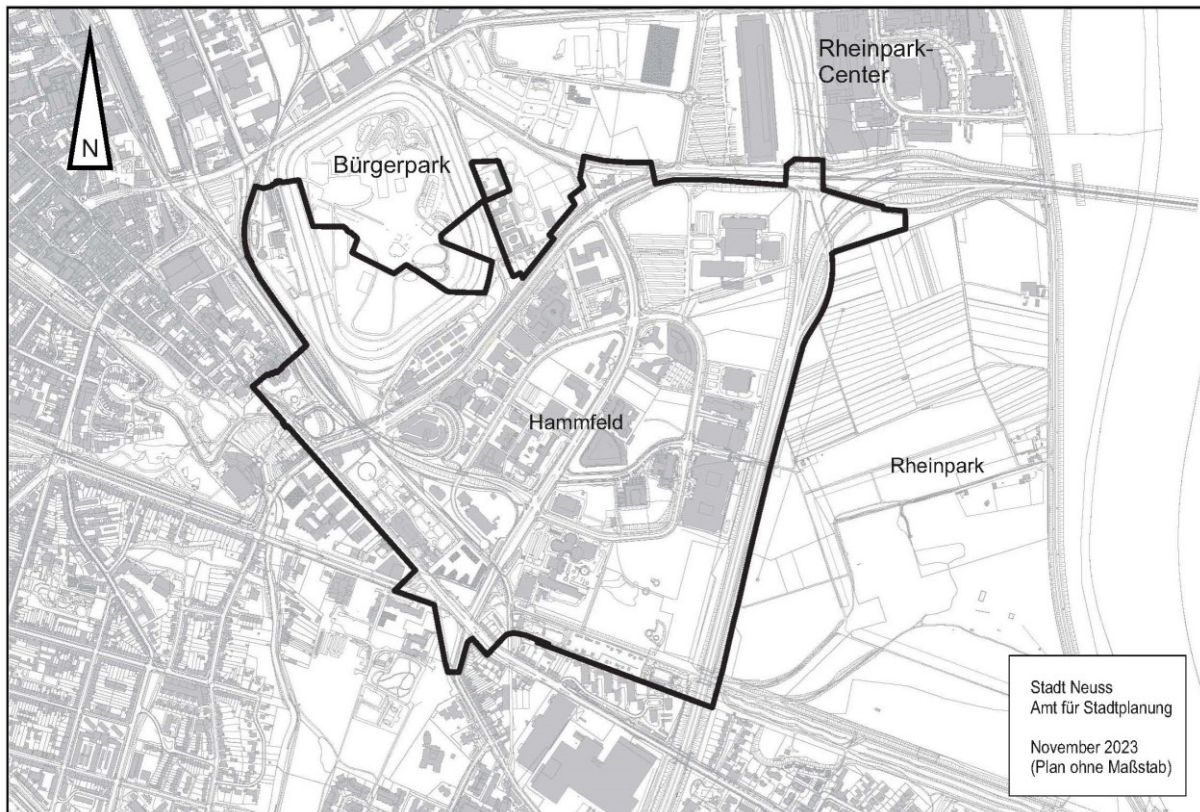 Rheinpark-
Center
N
Bürgerpark
Hammfeld
Rheinpark
Stadt Neuss
Amt für Stadtplanung
November 2023
(Plan ohne Maßstab)